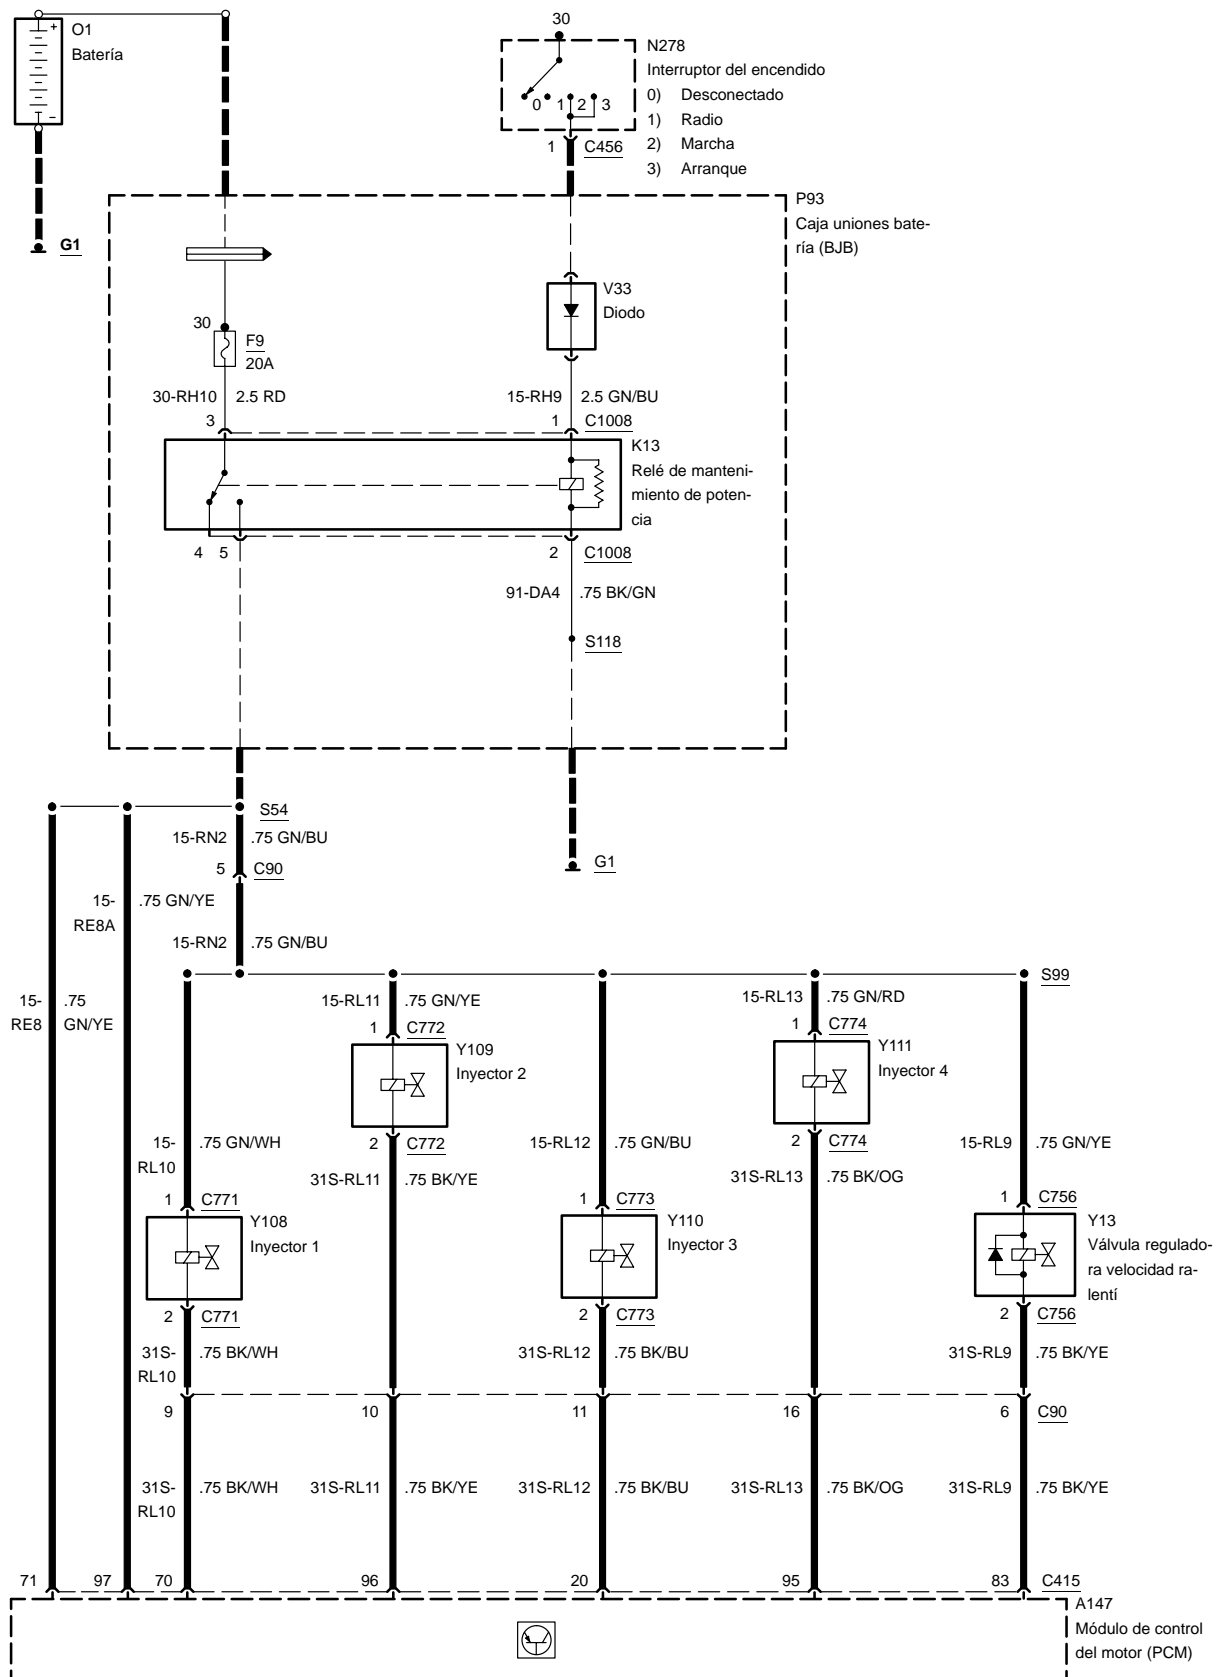 O1
Batería
+
−
G1
30
N278
Interruptor del encendido
0) Desconectado
1) Radio
2) Marcha
3) Arranque
0 1 2 3
1 C456
P93
Caja uniones bate-
ría (BJB)
V33
Diodo
30
F9
20A
30-RH10 2.5 RD
15-RH9 2.5 GN/BU
3
1 C1008
K13
Relé de manteni-
miento de poten-
cia
4 5
2 C1008
91-DA4 .75 BK/GN
S118
G1
S54
15-RN2 .75 GN/BU
5 C90
15-
RE8A
.75 GN/YE
15-RN2 .75 GN/BU
S99
15-
RE8
.75
GN/YE
15-RL11 .75 GN/YE
1 C772
Y109
Inyector 2
2 C772
31S-RL11 .75 BK/YE
15-RL13 .75 GN/RD
1 C774
Y111
Inyector 4
2 C774
31S-RL13 .75 BK/OG
15-
RL10
.75 GN/WH
1 C771
Y108
Inyector 1
2 C771
31S-
RL10
.75 BK/WH
15-RL12 .75 GN/BU
1 C773
Y110
Inyector 3
2 C773
31S-RL12 .75 BK/BU
15-RL9 .75 GN/YE
1 C756
Y13
Válvula regulado-
ra velocidad ra-
lentí
2 C756
31S-RL9 .75 BK/YE
9 10 11 16 6 C90
31S-
RL10
.75 BK/WH
31S-RL11 .75 BK/YE
31S-RL12 .75 BK/BU
31S-RL13 .75 BK/OG
31S-RL9 .75 BK/YE
71 97 70 96 20 95 83 C415
A147
Módulo de control
del motor (PCM)